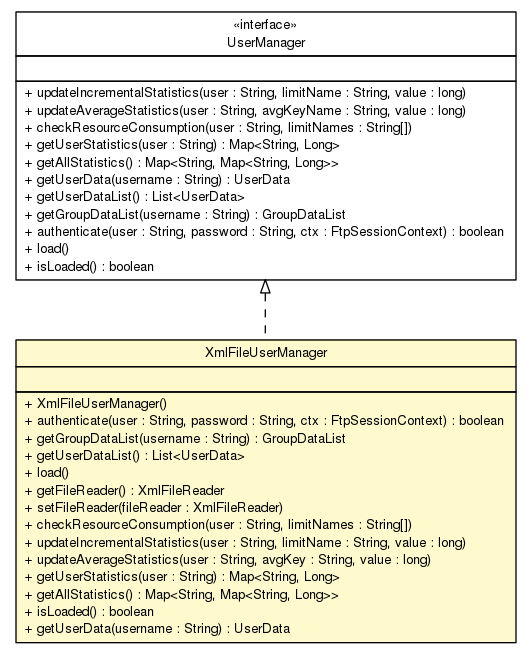 «interface»
UserManager
+ updateIncrementalStatistics(user : String, limitName : String, value : long)
+ updateAverageStatistics(user : String, avgKeyName : String, value : long)
+ checkResourceConsumption(user : String, limitNames : String[])
+ getUserStatistics(user : String) : Map<String, Long>
+ getAllStatistics() : Map<String, Map<String, Long>>
+ getUserData(username : String) : UserData
+ getUserDataList() : List<UserData>
+ getGroupDataList(username : String) : GroupDataList
+ authenticate(user : String, password : String, ctx : FtpSessionContext) : boolean
+ load()
+ isLoaded() : boolean
XmlFileUserManager
+ XmlFileUserManager()
+ authenticate(user : String, password : String, ctx : FtpSessionContext) : boolean
+ getGroupDataList(username : String) : GroupDataList
+ getUserDataList() : List<UserData>
+ load()
+ getFileReader() : XmlFileReader
+ setFileReader(fileReader : XmlFileReader)
+ checkResourceConsumption(user : String, limitNames : String[])
+ updateIncrementalStatistics(user : String, limitName : String, value : long)
+ updateAverageStatistics(user : String, avgKey : String, value : long)
+ getUserStatistics(user : String) : Map<String, Long>
+ getAllStatistics() : Map<String, Map<String, Long>>
+ isLoaded() : boolean
+ getUserData(username : String) : UserData